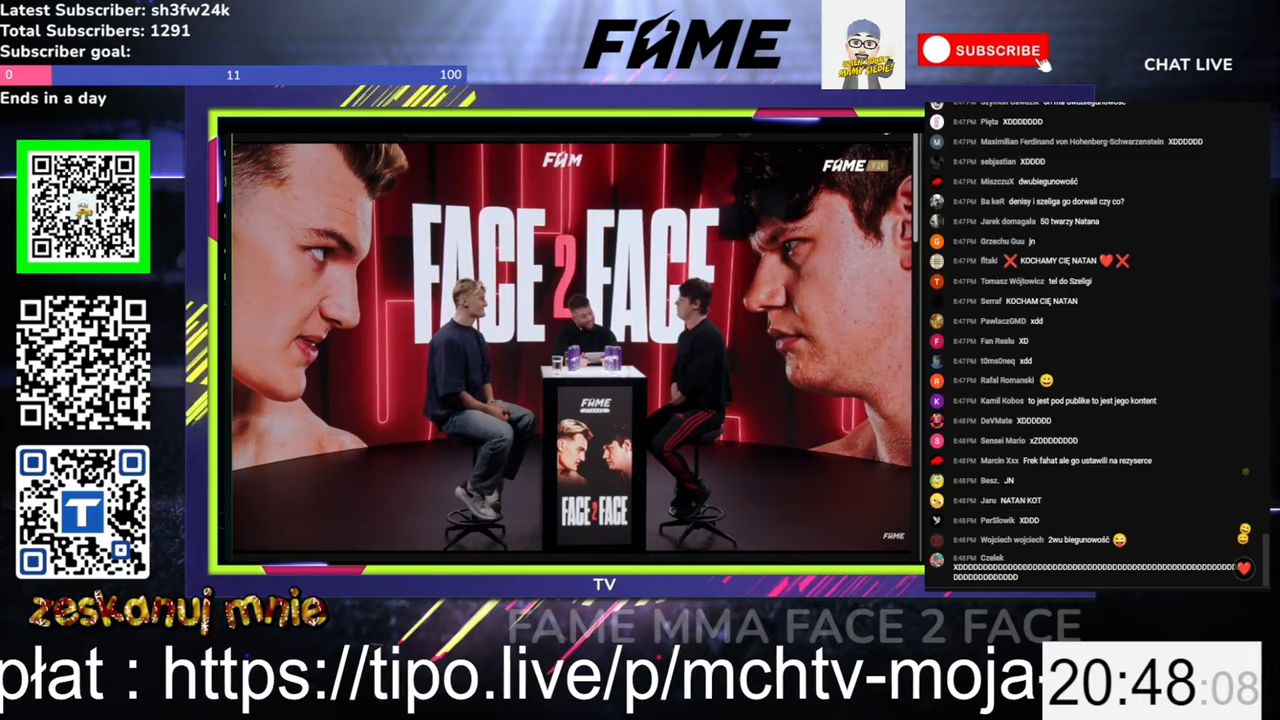 Latest Subscriber: sh3fw24k
Total Subscribers: 1291
Subscriber goal:
0 11 100
Ends in a day
FAME
DZIEŃ DOBRY
MAMY CIEBIE!
SUBSCRIBE
CHAT LIVE
FAME
FAME F2F
FACE 2 FACE
FAME
FACE 2 FACE
FAME
8:47PM Pięta XDDDDDDD
8:47PM Maximilian Ferdinand von Hohenberg-Schwarzenstein XDDDDDD
8:47PM sebjastian XDDDD
8:47PM MiszczuX dwubiegunowość
8:47PM Ba keR denisy i szeliga go dorwali czy co?
8:47PM Jarek domagała 50 twarzy Natana
8:47PM Grzechu Guu jn
8:47PM fltski ❌ KOCHAMY CIĘ NATAN ❤️❌
8:47PM Tomasz Wójtowicz tel do Szeligi
8:47PM Serraf KOCHAM CIĘ NATAN
8:47PM PawlaczGMD xdd
8:47PM Fan Realu XD
8:47PM t0ms0neq xdd
8:47PM Rafal Romanski 😀
8:47PM Kamil Kobos to jest pod publike to jest jego kontent
8:48PM DeVMate XDDDDDD
8:48PM Sensei Mario xZDDDDDDDD
8:48PM Marcin Xxx Frek fahat ale go ustawili na rezyserce
8:48PM Besz. JN
8:48PM Jaru NATAN KOT
8:48PM PerSlowik XDDD
8:48PM Wojciech wojciech 2wu biegunowość 😜
8:48PM Czelek
T
zeskanuj mnie
TV
FAME MMA FACE 2 FACE
płat : https://tipo.live/p/mchtv-moja-
20:48:08